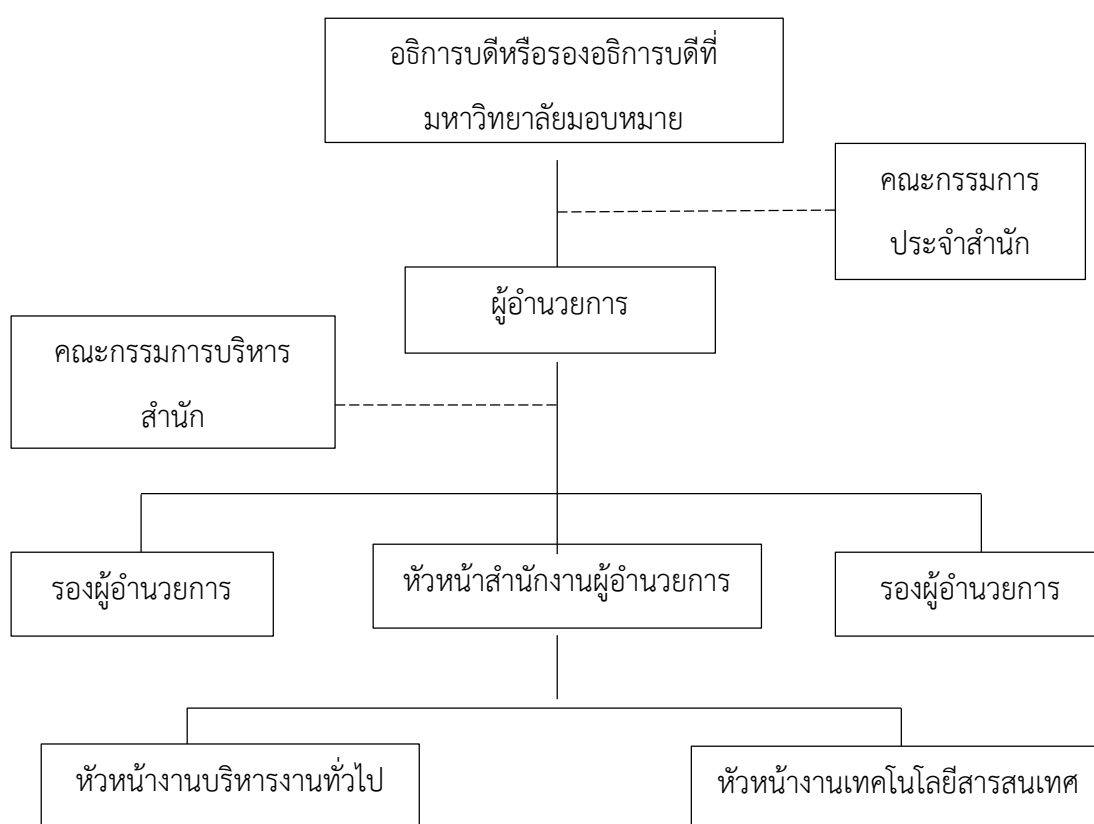 อธิการบดีหรือรองอธิการบดีที่
มหาวิทยาลัยมอบหมาย
คณะกรรมการ
ประจำสำนัก
ผู้อำนวยการ
คณะกรรมการบริหาร
สำนัก
รองผู้อำนวยการ
หัวหน้าสำนักงานผู้อำนวยการ
รองผู้อำนวยการ
หัวหน้างานบริหารงานทั่วไป
หัวหน้างานเทคโนโลยีสารสนเทศ